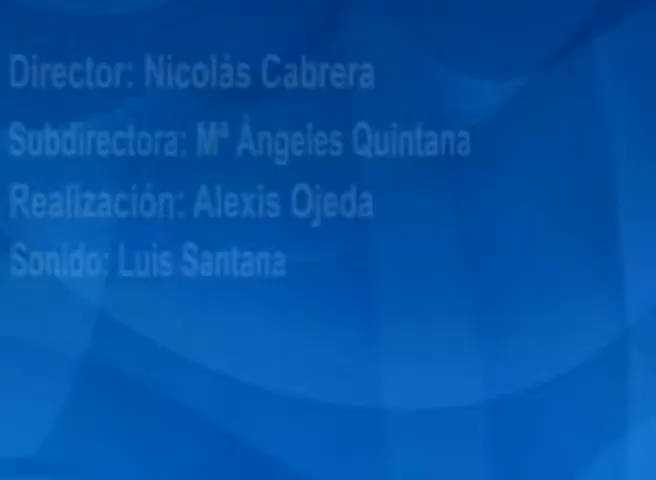 Director: Nicolás Cabrera
Subdirectora: Mª Ángeles Quintana
Realización: Alexis Ojeda
Sonido: Luis Santana